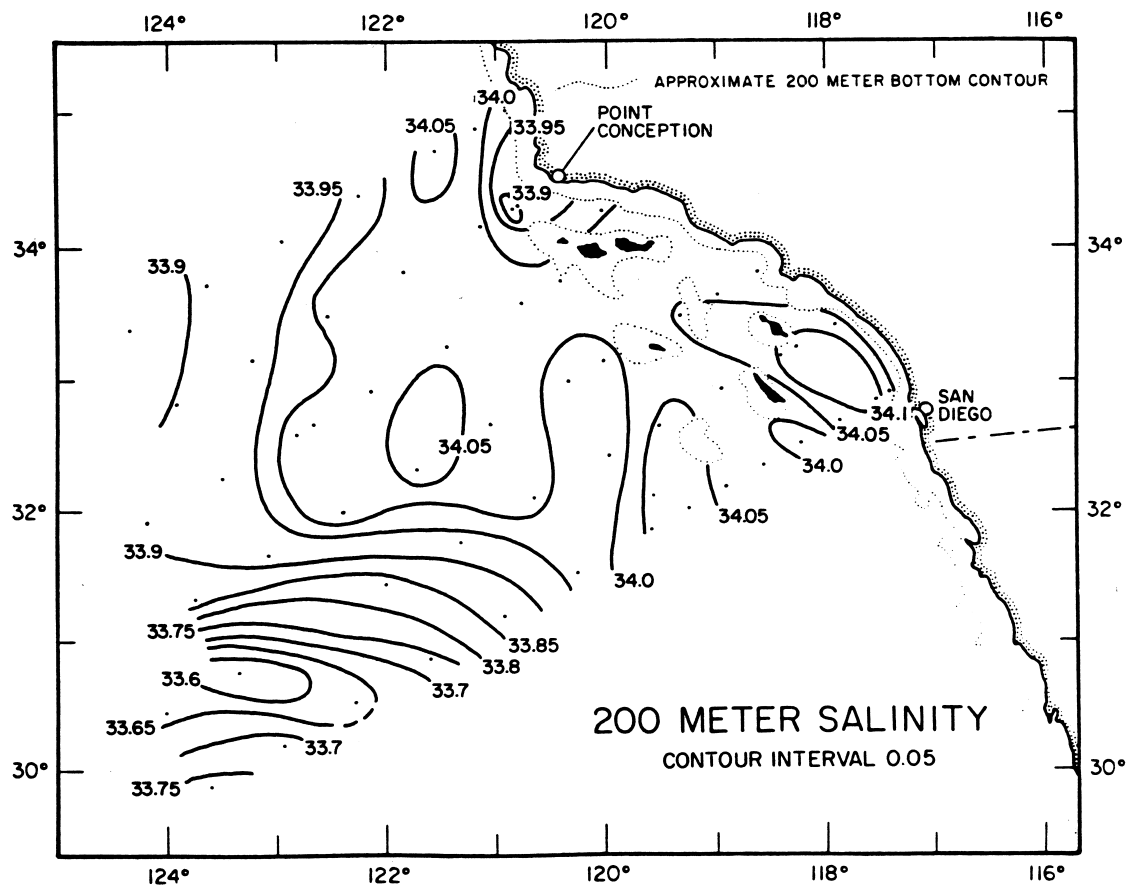 124° 122° 120° 118° 116°
APPROXIMATE 200 METER BOTTOM CONTOUR
34.0
34.05
33.95
POINT
CONCEPTION
33.95
33.9
34° 34°
33.9
SAN
DIEGO
34.1
34.05
34.05
34.0
32° 32°
34.05
33.9
34.0
33.75
33.85
33.8
33.6
33.7
33.65
200 METER SALINITY
33.7
CONTOUR INTERVAL 0.05
30° 30°
33.75
124° 122° 120° 118° 116°